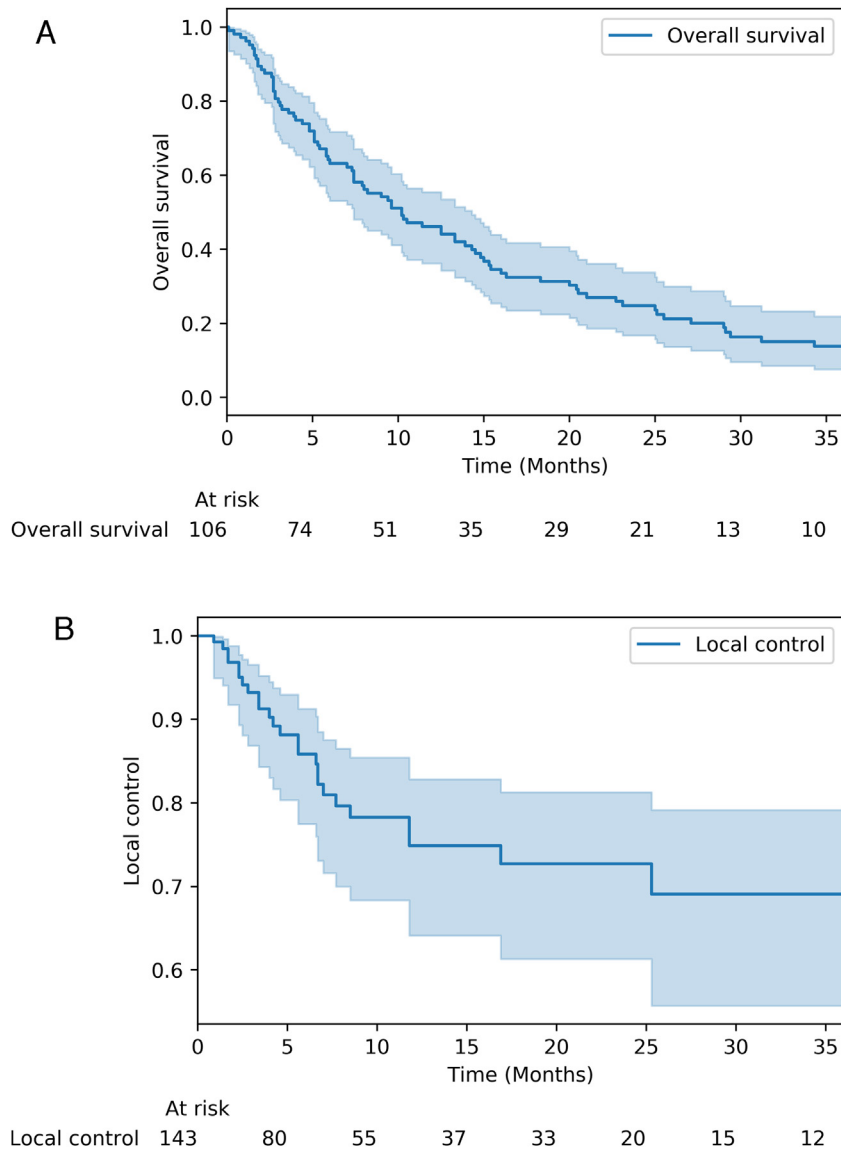 A
Overall survival
1.0
0.8
0.6
0.4
0.2
0.0
Overall survival
0 5 10 15 20 25 30 35
Time (Months)
At risk
Overall survival 106 74 51 35 29 21 13 10
B
Local control
1.0
0.9
0.8
0.7
0.6
Local control
0 5 10 15 20 25 30 35
Time (Months)
At risk
Local control 143 80 55 37 33 20 15 12